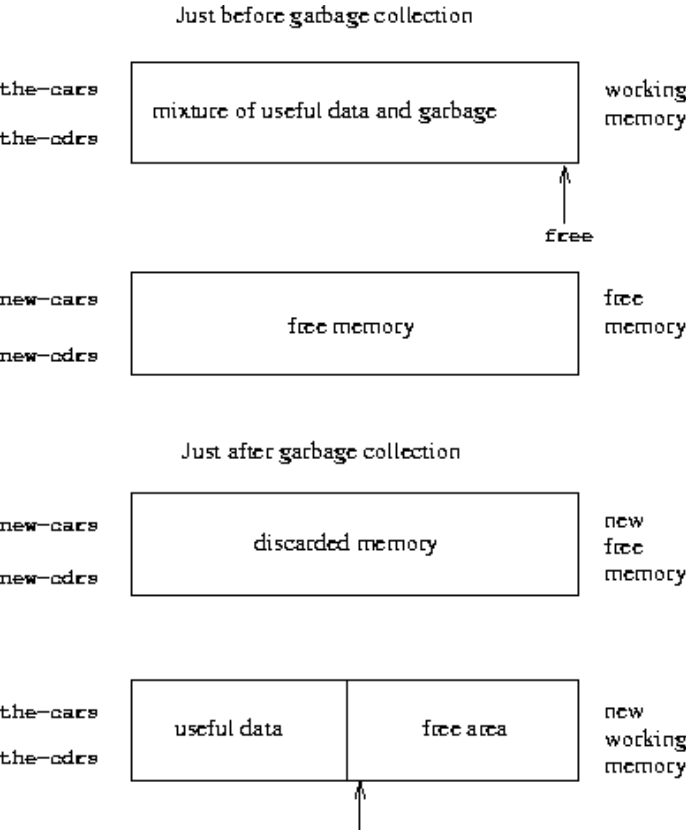 Just before garbage collection
the-cars
mixture of useful data and garbage
working
memory
the-cdrs
free
new-cars
free memory
free
memory
new-cdrs
Just after garbage collection
new-cars
discarded memory
new
free
memory
new-cdrs
the-cars
useful data
free area
new
working
memory
the-cdrs